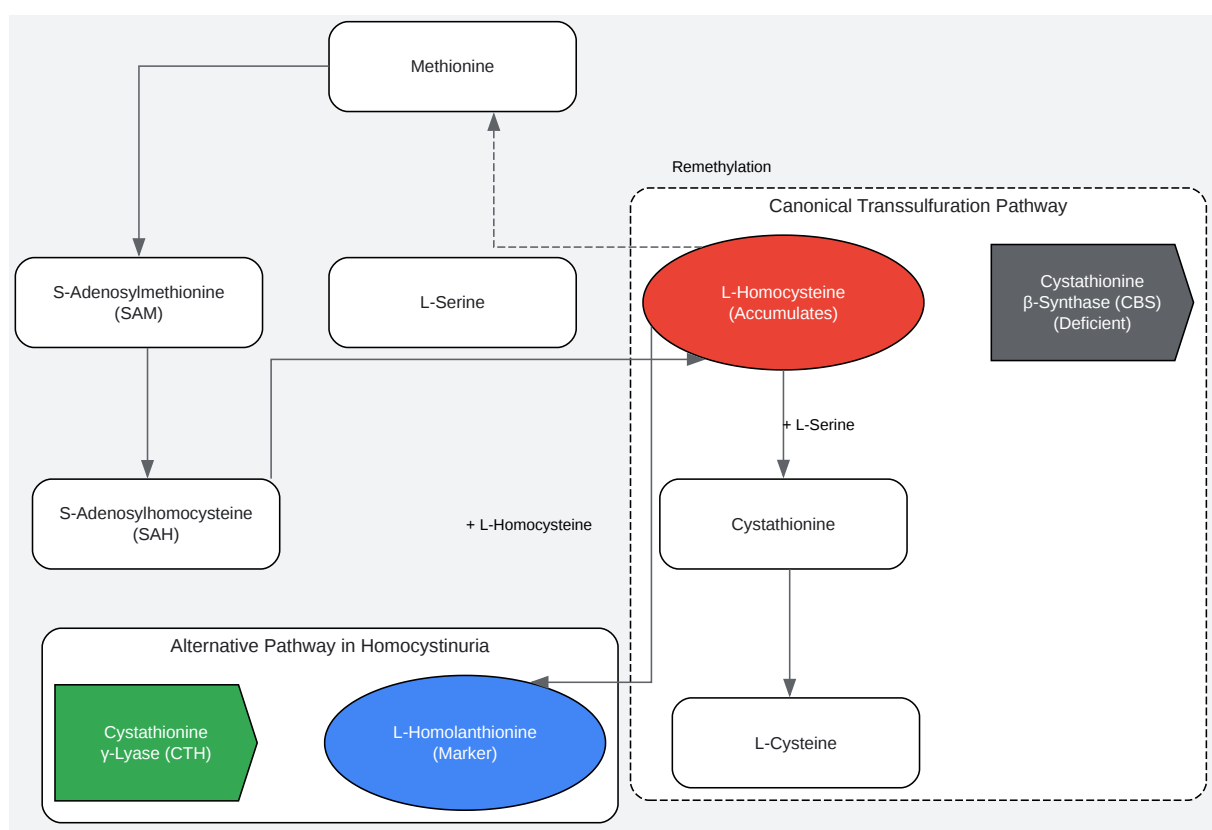 Methionine
Remethylation
Canonical Transsulfuration Pathway
S-Adenosylmethionine
(SAM)
L-Serine
L-Homocysteine
(Accumulates)
Cystathionine
β-Synthase (CBS)
(Deficient)
+ L-Serine
S-Adenosylhomocysteine
(SAH)
+ L-Homocysteine
Cystathionine
Alternative Pathway in Homocystinuria
Cystathionine
γ-Lyase (CTH)
L-Homolanthionine
(Marker)
L-Cysteine